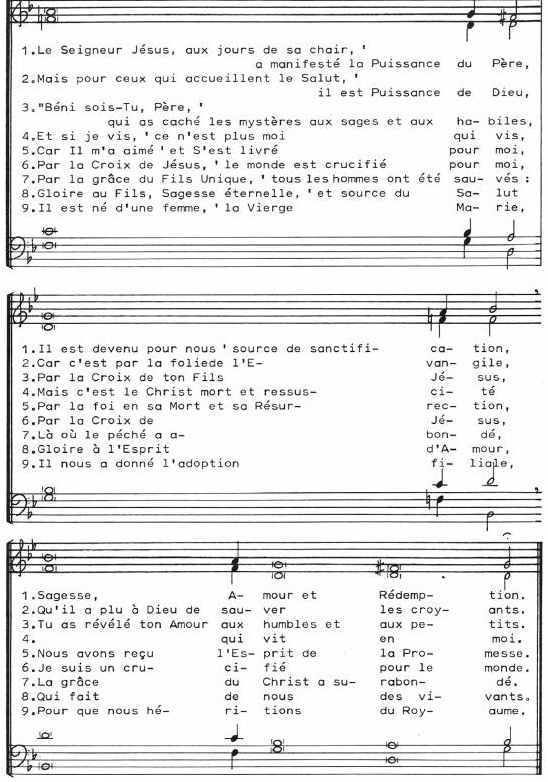 1.Le Seigneur Jésus, aux jours de sa chair, '
a manifesté la Puissance du Père,
2.Mais pour ceux qui accueillent le Salut, '
il est Puissance de Dieu,
3."Béni sois-Tu, Père, '
qui as caché les mystères aux sages et aux ha- biles,
4.Et si je vis, ' ce n'est plus moi qui vis,
5.Car Il m'a aimé ' et S'est livré pour moi,
6.Par la Croix de Jésus, ' le monde est crucifié pour moi,
7.Par la grâce du Fils Unique, ' tous les hommes ont été sau- vés :
8.Gloire au Fils, Sagesse éternelle, ' et source du Sa- lut
9.Il est né d'une femme, ' la Vierge Ma- rie,
1.Il est devenu pour nous ' source de sanctifi- ca- tion,
2.Car c'est par la foliede l'E- van- gile,
3.Par la Croix de ton Fils Jé- sus,
4.Mais c'est le Christ mort et ressus- ci- té
5.Par la foi en sa Mort et sa Résur- rec- tion,
6.Par la Croix de Jé- sus,
7.Là où le péché a a- bon- dé,
8.Gloire à l'Esprit d'A- mour,
9.Il nous a donné l'adoption fi- liale,
1.Sagesse, A- mour et Rédemp- tion.
2.Qu'il a plu à Dieu de sau- ver les croy- ants.
3.Tu as révélé ton Amour aux humbles et aux pe- tits.
4. qui vit en moi.
5.Nous avons reçu l'Es- prit de la Pro- messe.
6.Je suis un cru- ci- fié pour le monde.
7.La grâce du Christ a su- rabon- dé.
8.Qui fait de nous des vi- vants.
9.Pour que nous hé- ri- tions du Roy- aume.